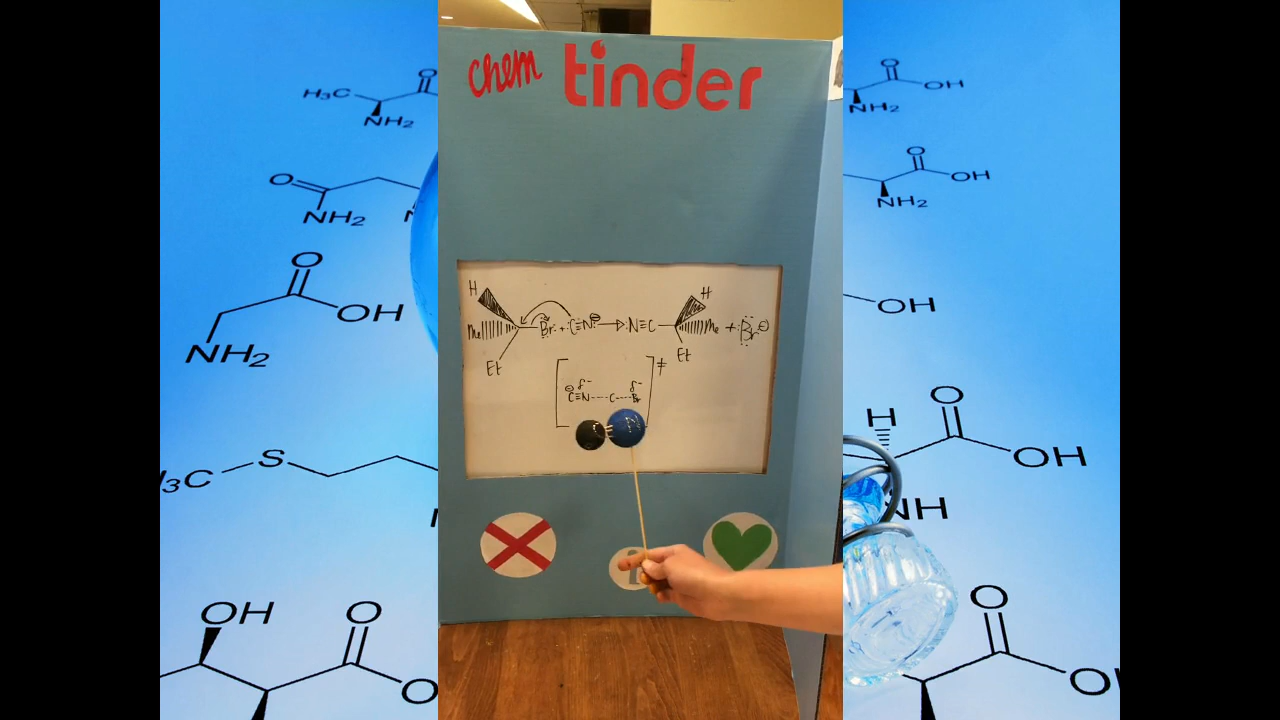 chem tinder
H
Me
Br: + :C≡N:⊖ → :N≡C
Et
H
Me + :Br:⊖
Et
‡
⊖ δ- δ-
C≡N----C----Br
H₃C O
NH₂
O
NH₂
O
OH
NH₂
H₃C S
OH O
O
O
OH
NH₂
O
OH
NH₂
OH
H O
OH
NH
O
O